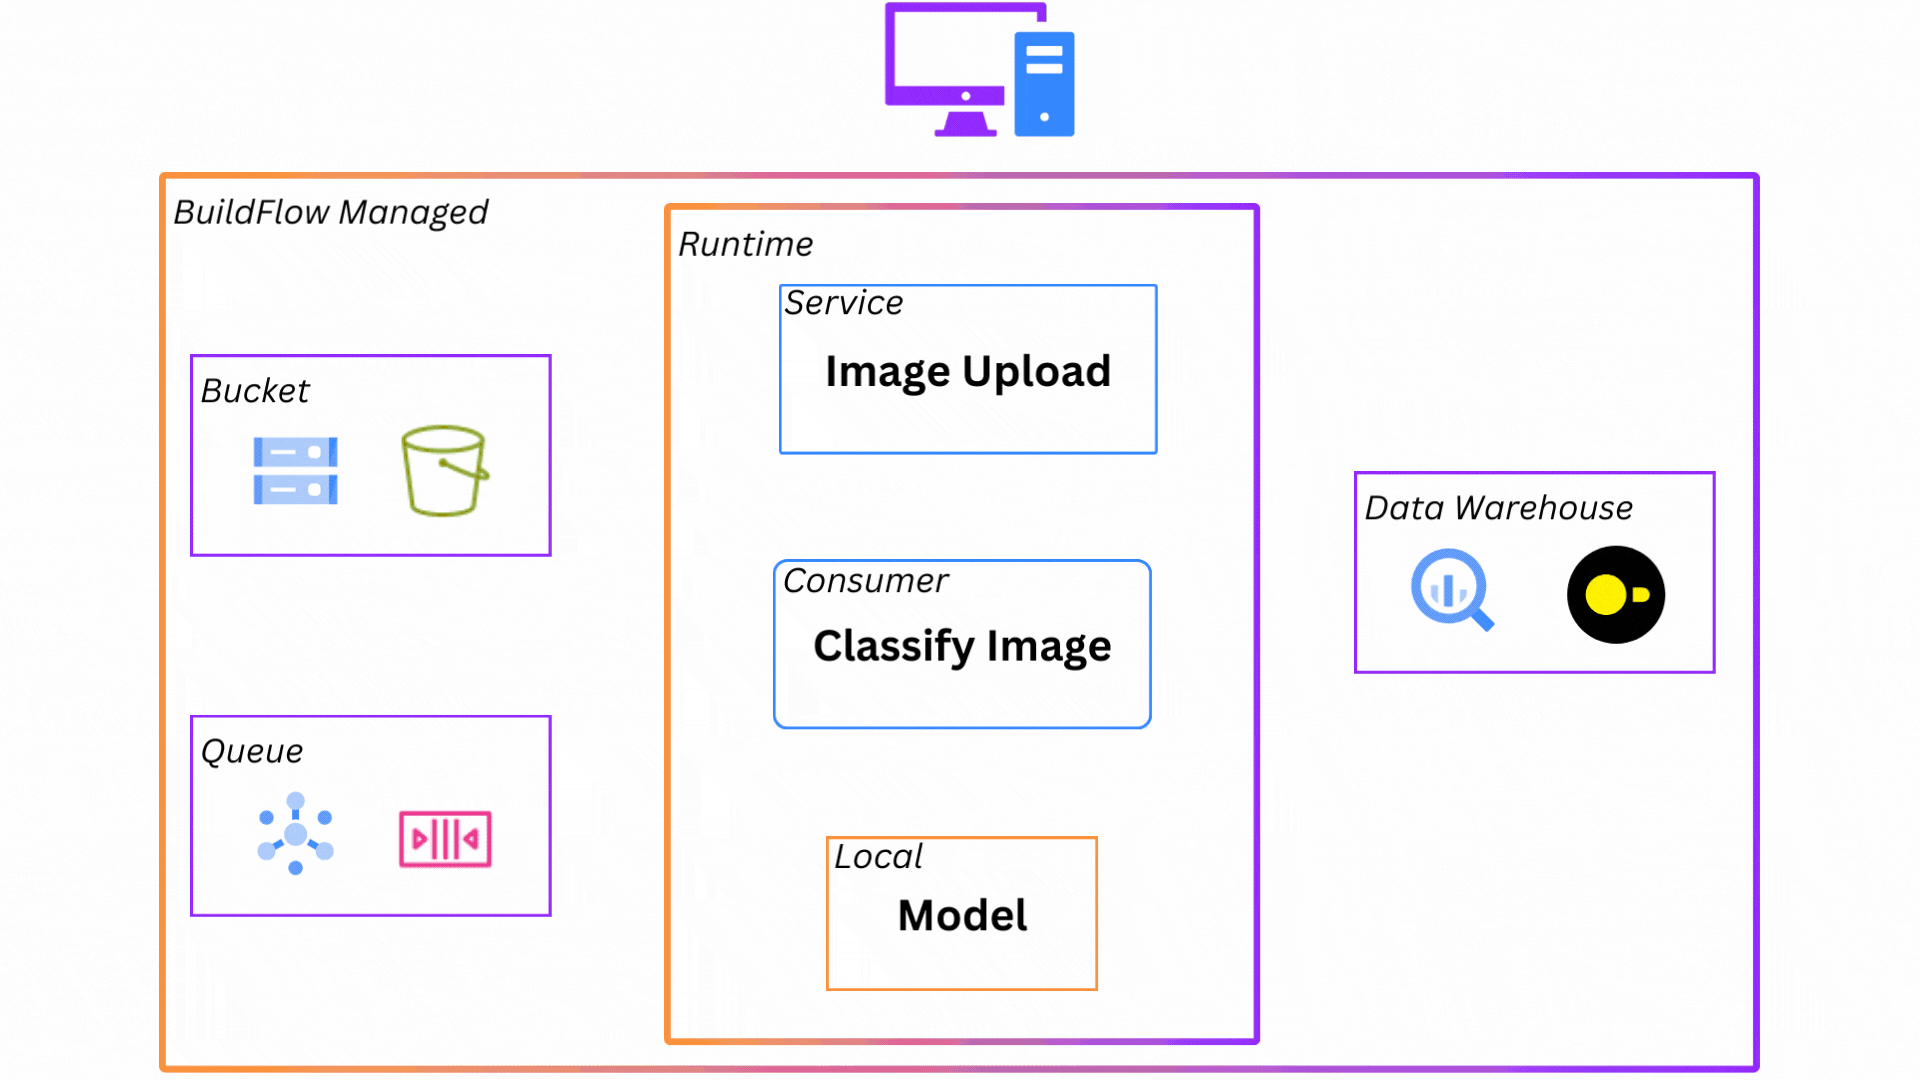 BuildFlow Managed
Runtime
Service
Image Upload
Bucket
Data Warehouse
Consumer
Classify Image
Queue
Local
Model